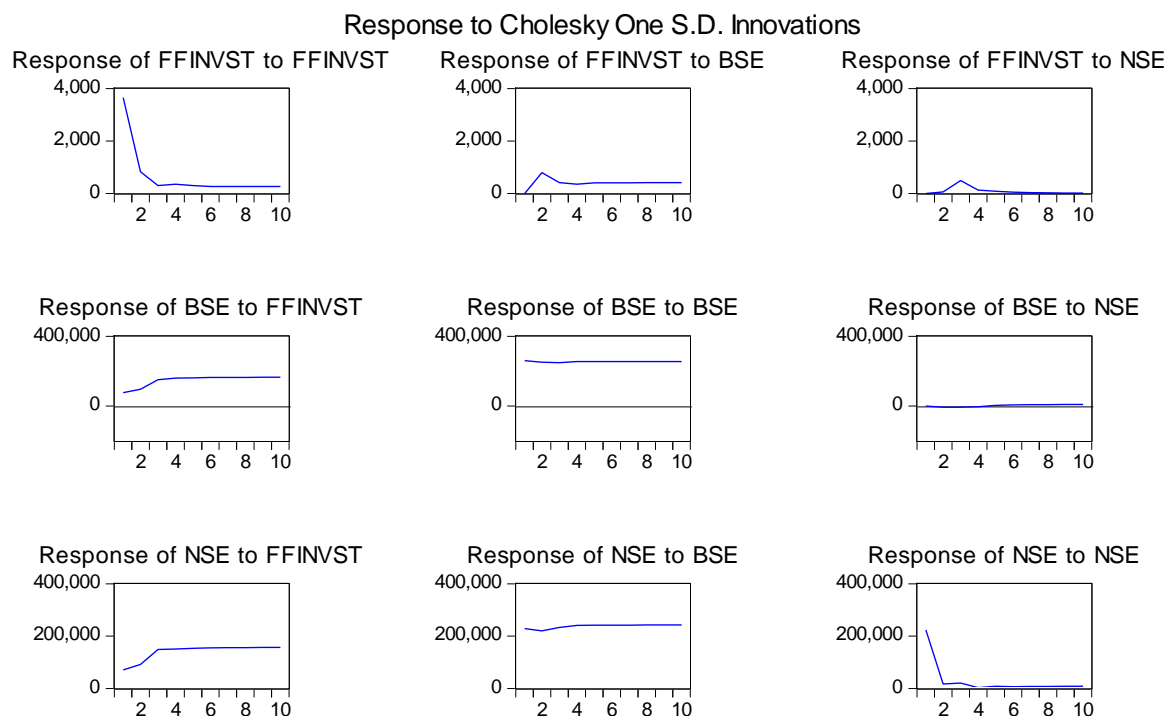 Response to Cholesky One S.D. Innovations
Response of FFINVST to FFINVST
4,000
2,000
0
2 4 6 8 10
Response of FFINVST to BSE
4,000
2,000
0
2 4 6 8 10
Response of FFINVST to NSE
4,000
2,000
0
2 4 6 8 10
Response of BSE to FFINVST
400,000
0
2 4 6 8 10
Response of BSE to BSE
400,000
0
2 4 6 8 10
Response of BSE to NSE
400,000
0
2 4 6 8 10
Response of NSE to FFINVST
400,000
200,000
0
2 4 6 8 10
Response of NSE to BSE
400,000
200,000
0
2 4 6 8 10
Response of NSE to NSE
400,000
200,000
0
2 4 6 8 10